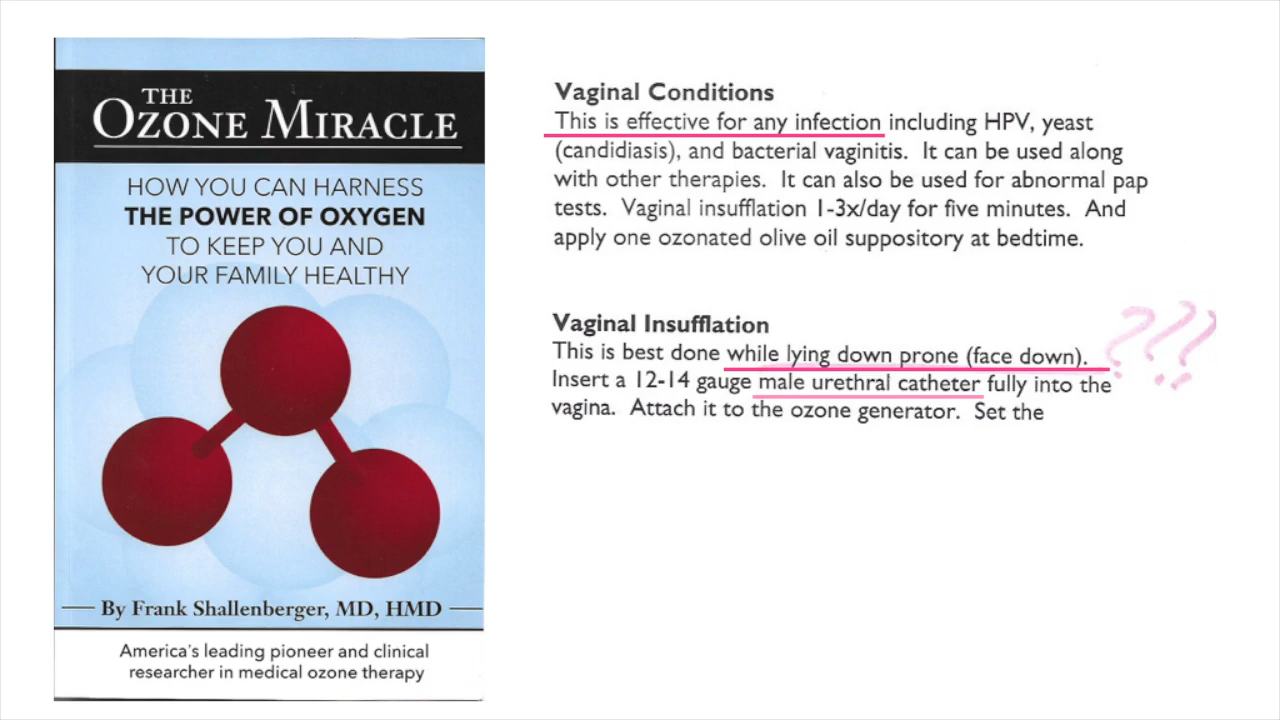 THE
OZONE MIRACLE
HOW YOU CAN HARNESS
THE POWER OF OXYGEN
TO KEEP YOU AND
YOUR FAMILY HEALTHY
By Frank Shallenberger, MD, HMD
America's leading pioneer and clinical
researcher in medical ozone therapy
Vaginal Conditions
This is effective for any infection including HPV, yeast
(candidiasis), and bacterial vaginitis. It can be used along
with other therapies. It can also be used for abnormal pap
tests. Vaginal insufflation 1-3x/day for five minutes. And
apply one ozonated olive oil suppository at bedtime.
Vaginal Insufflation
This is best done while lying down prone (face down).
Insert a 12-14 gauge male urethral catheter fully into the
vagina. Attach it to the ozone generator. Set the
???